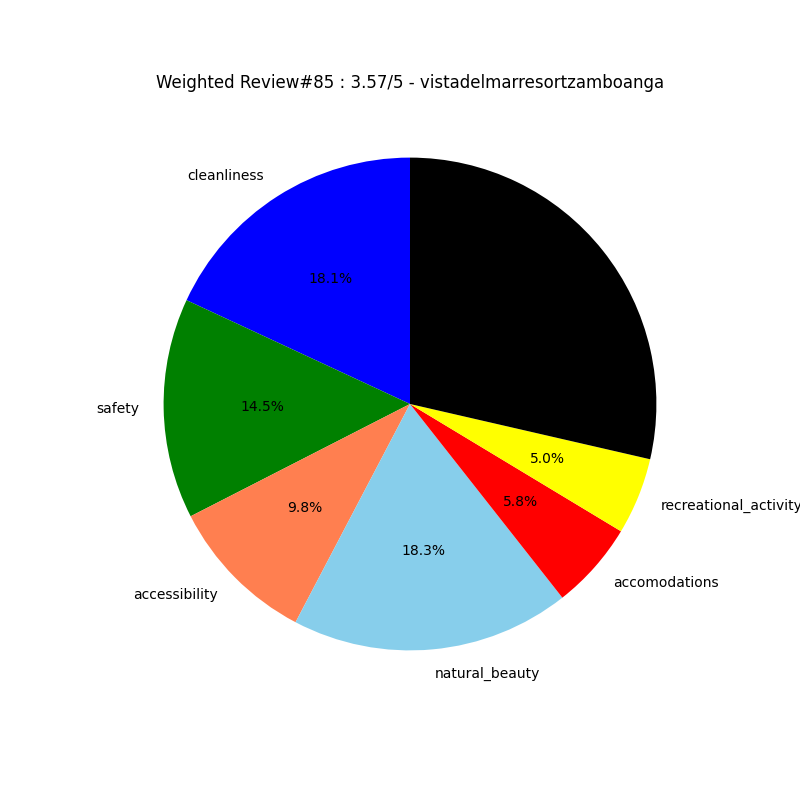 Weighted Review#85 : 3.57/5 - vistadelmarresortzamboanga
cleanliness
18.1%
safety
14.5%
5.0%
recreational_activity
5.8%
9.8%
18.3%
accomodations
accessibility
natural_beauty